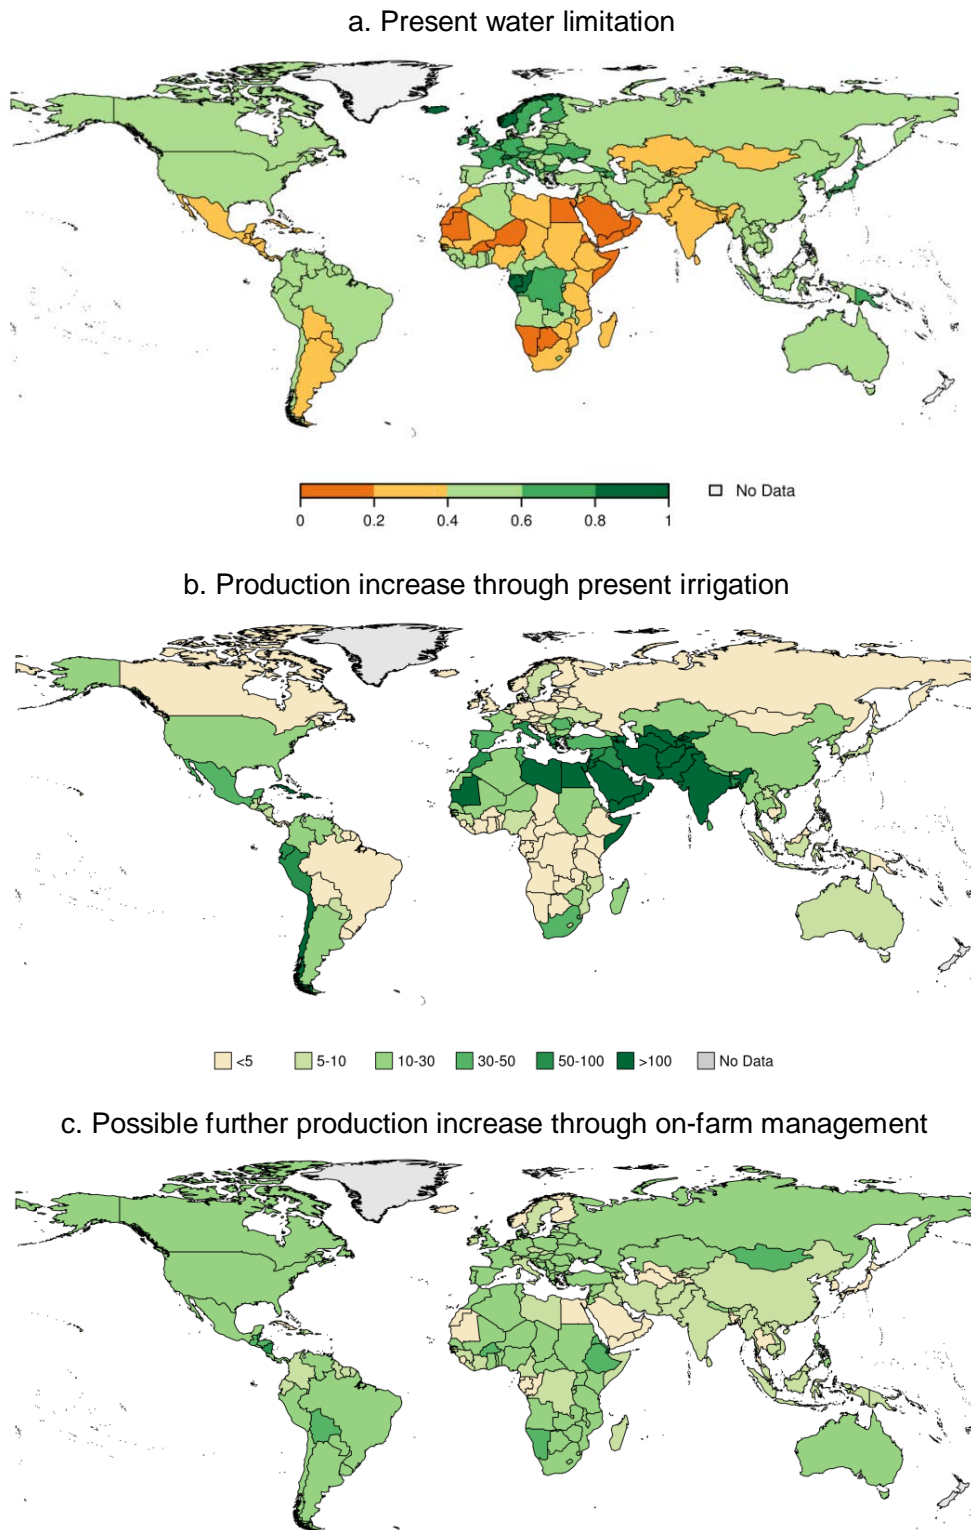 a. Present water limitation
0 0.2 0.4 0.6 0.8 1
No Data
b. Production increase through present irrigation
<5 5-10 10-30 30-50 50-100 >100 No Data
c. Possible further production increase through on-farm management